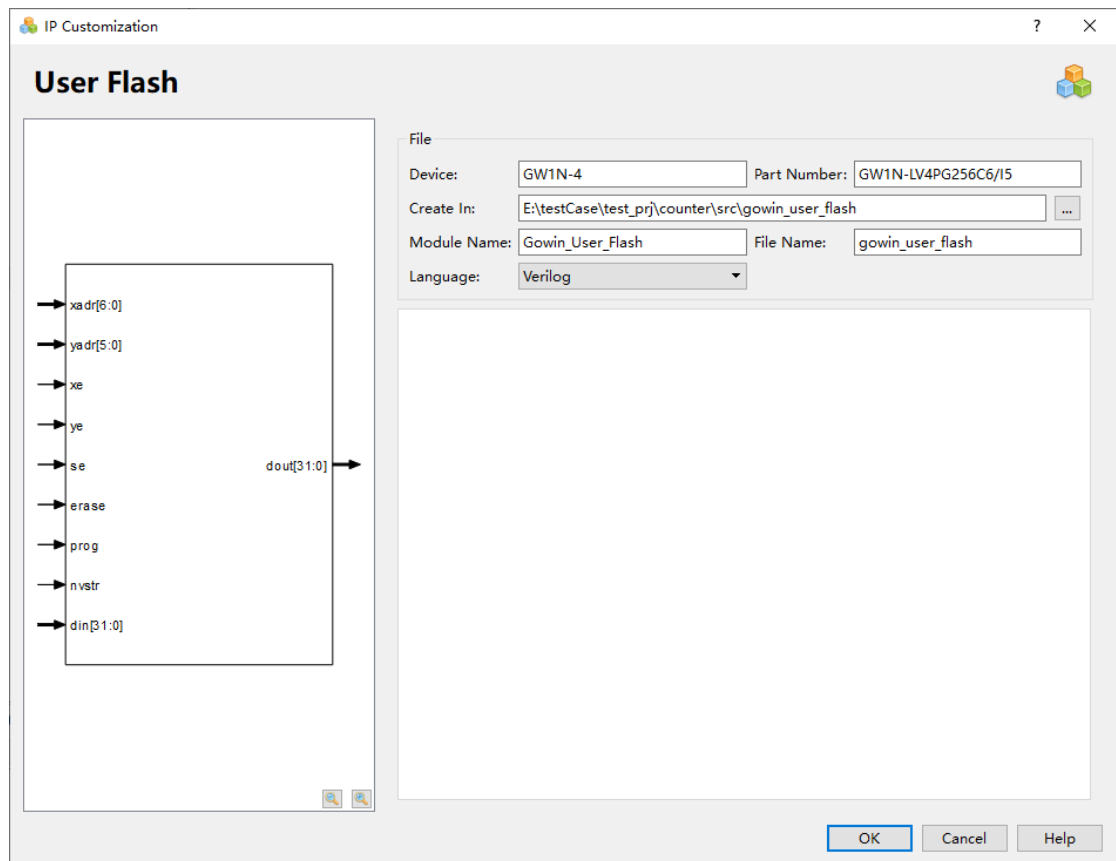 IP Customization
?
User Flash
File
Device: GW1N-4 Part Number: GW1N-LV4PG256C6/I5
Create In: E:\testCase\test_prj\counter\src\gowin_user_flash ...
Module Name: Gowin_User_Flash File Name: gowin_user_flash
Language: Verilog
xadr[6:0]
yadr[5:0]
xe
ye
se dout[31:0]
erase
prog
nvstr
din[31:0]
OK Cancel Help